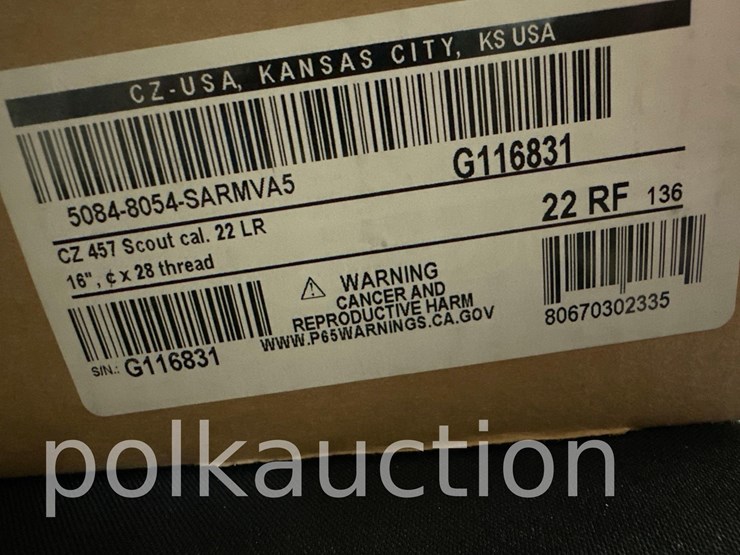 CZ-USA, KANSAS CITY, KS USA
5084-8054-SARMVA5
G116831
CZ 457 Scout cal. 22 LR
22 RF 136
16", ¢ x 28 thread
S/N.: G116831
WARNING
CANCER AND
REPRODUCTIVE HARM
WWW.P65WARNINGS.CA.GOV
80670302335
polkauction